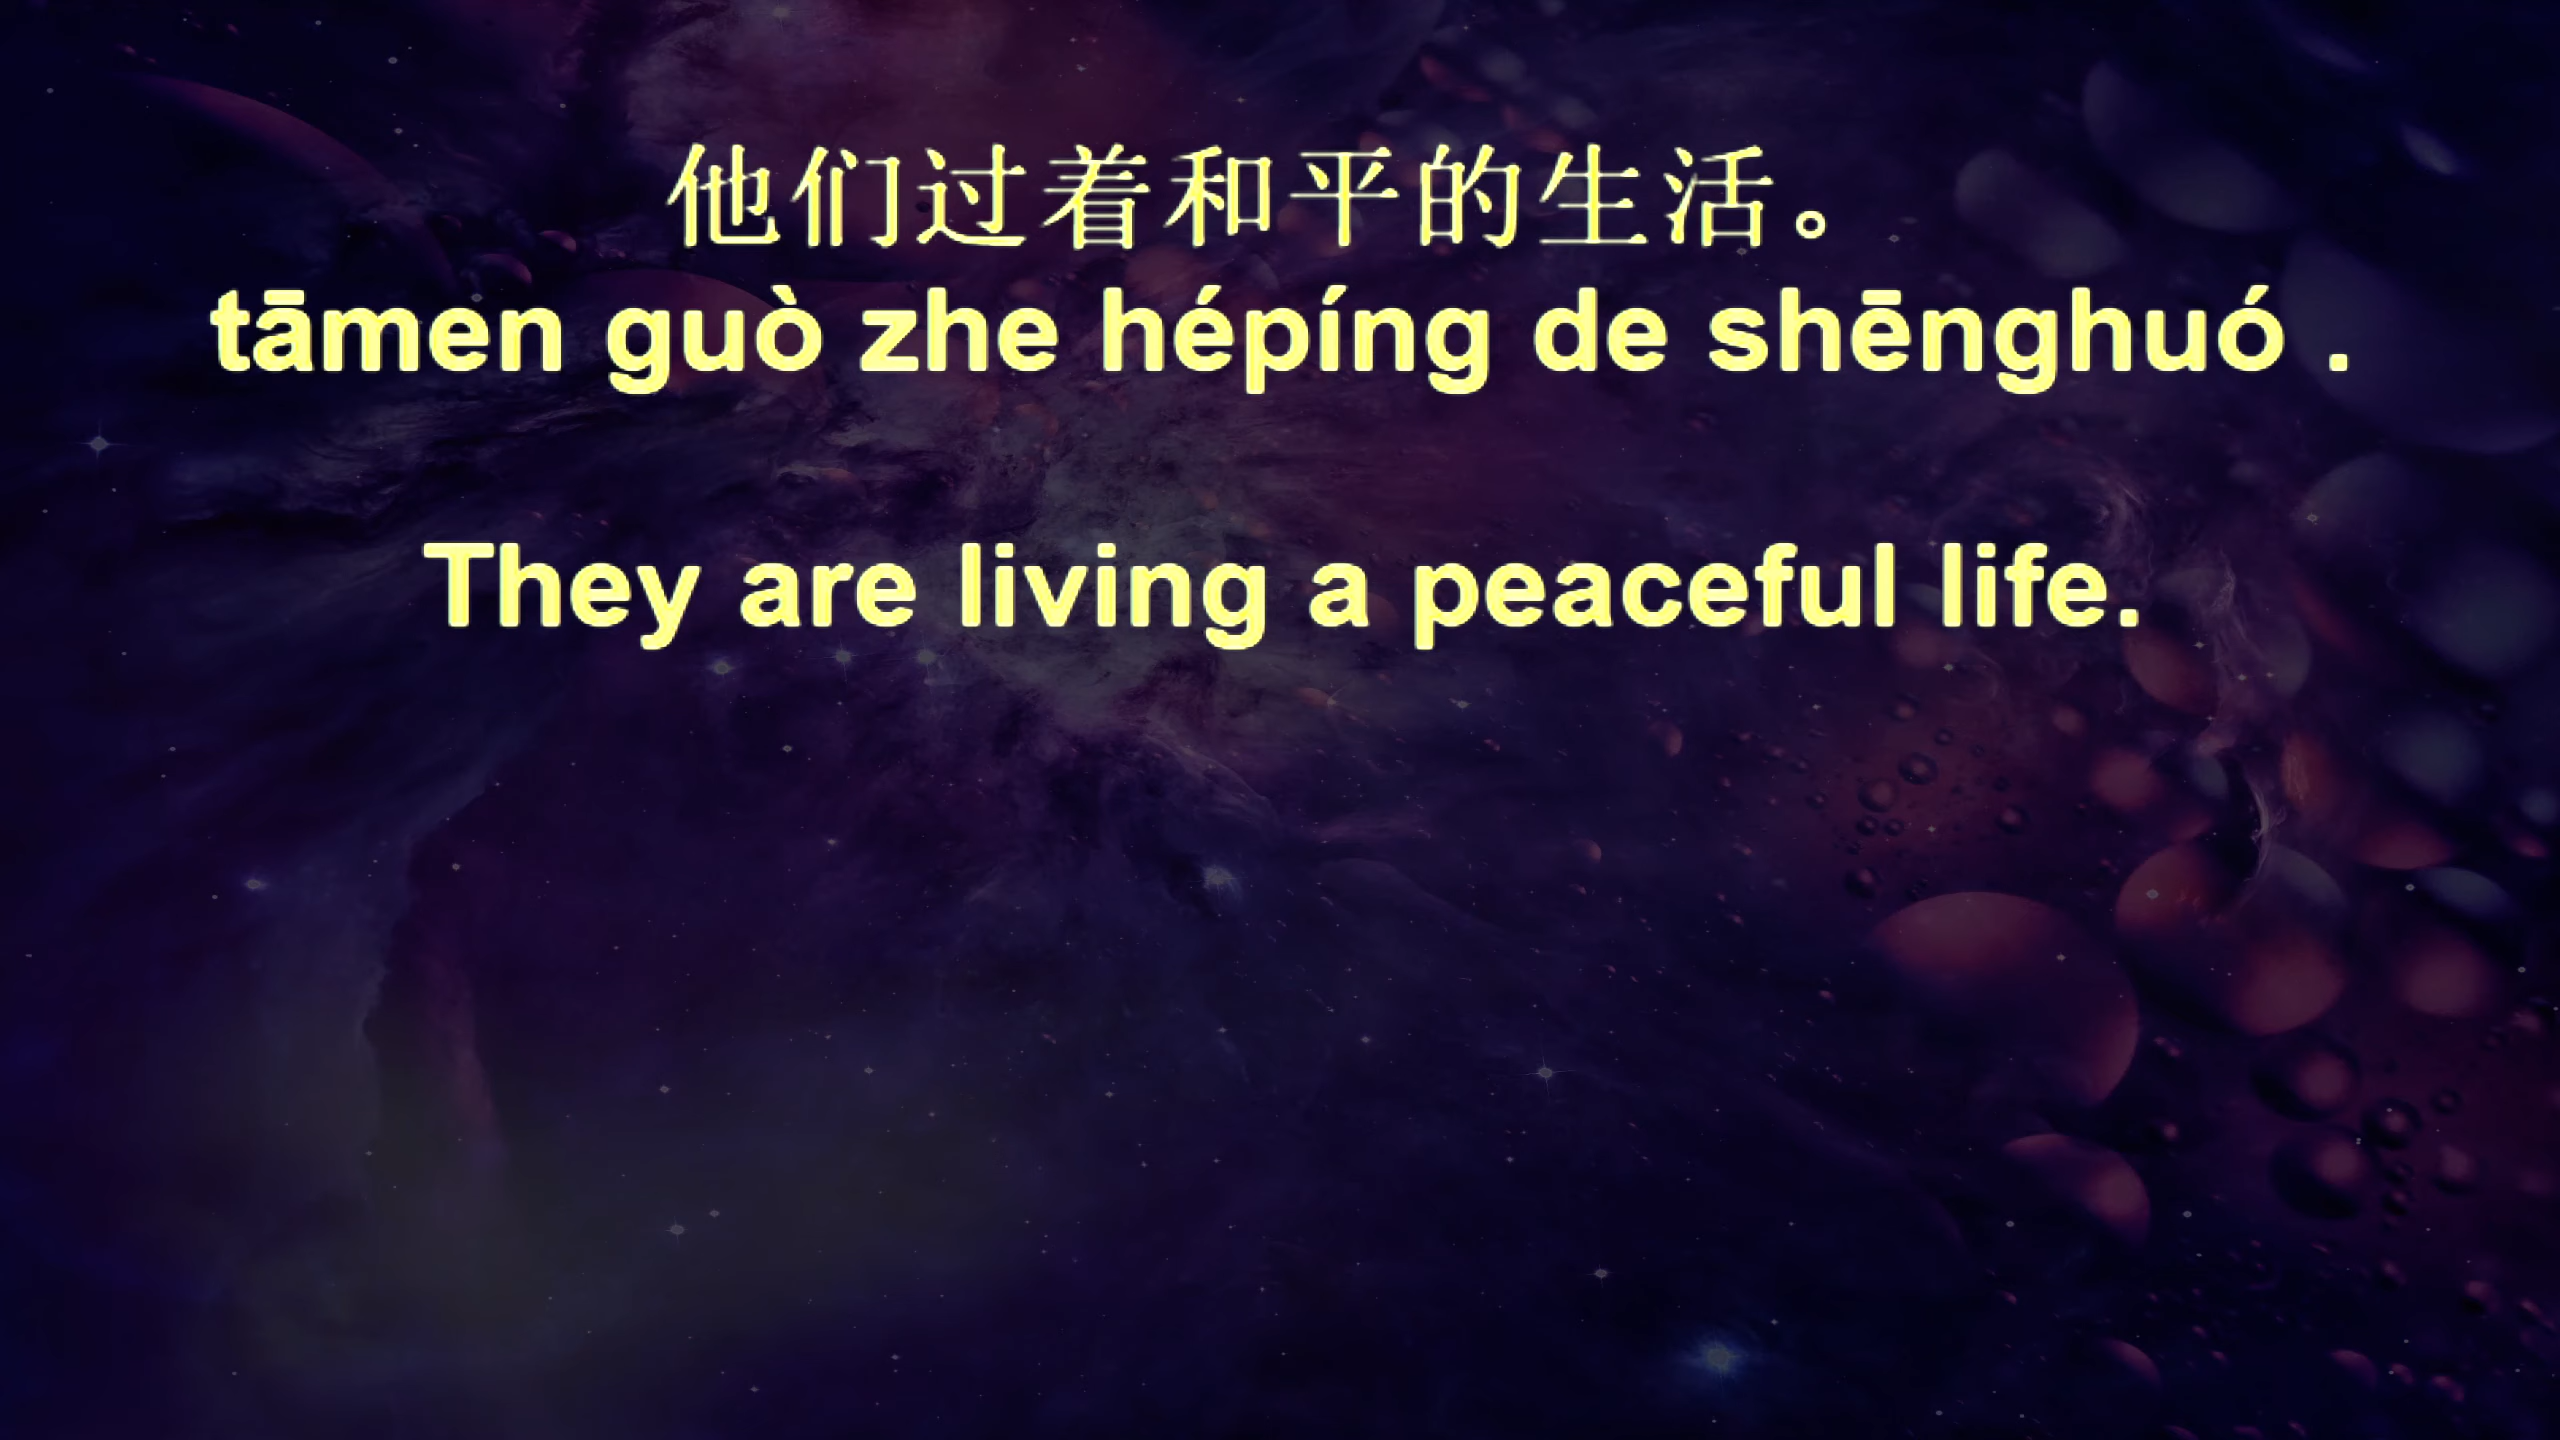 他们过着和平的生活。
tāmen guò zhe hépíng de shēnghuó .
They are living a peaceful life.